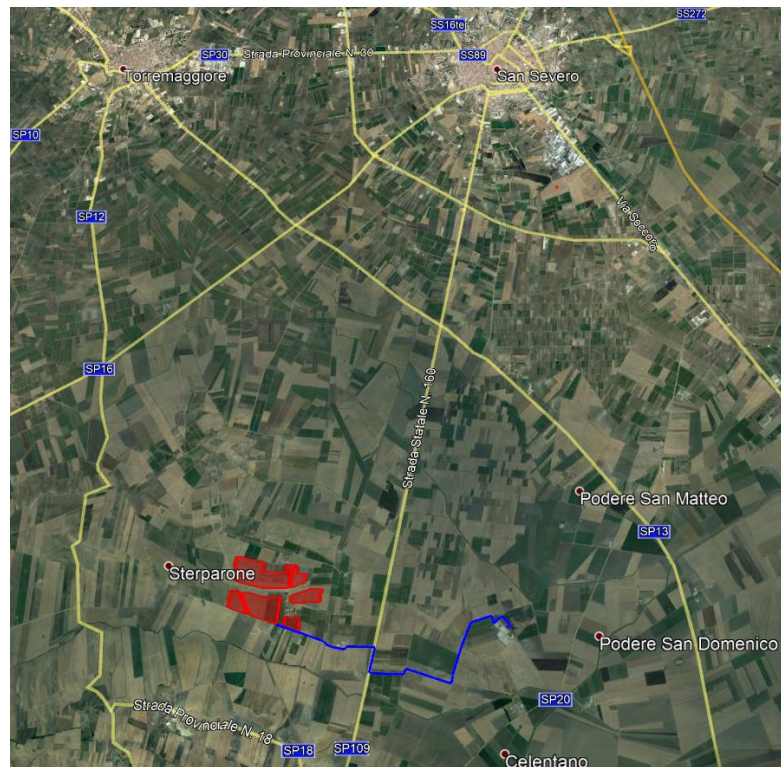 SS16ter
SS272
SP30
Strada Provinciale N. 30
SS89
Torremaggiore
San Severo
SP10
SP12
Via Soccoro
SP16
Strada Statale N. 160
Podere San Matteo
SP13
Sterparone
Podere San Domenico
SP20
Strada Provinciale N. 18
SP18
SP109
Celentano